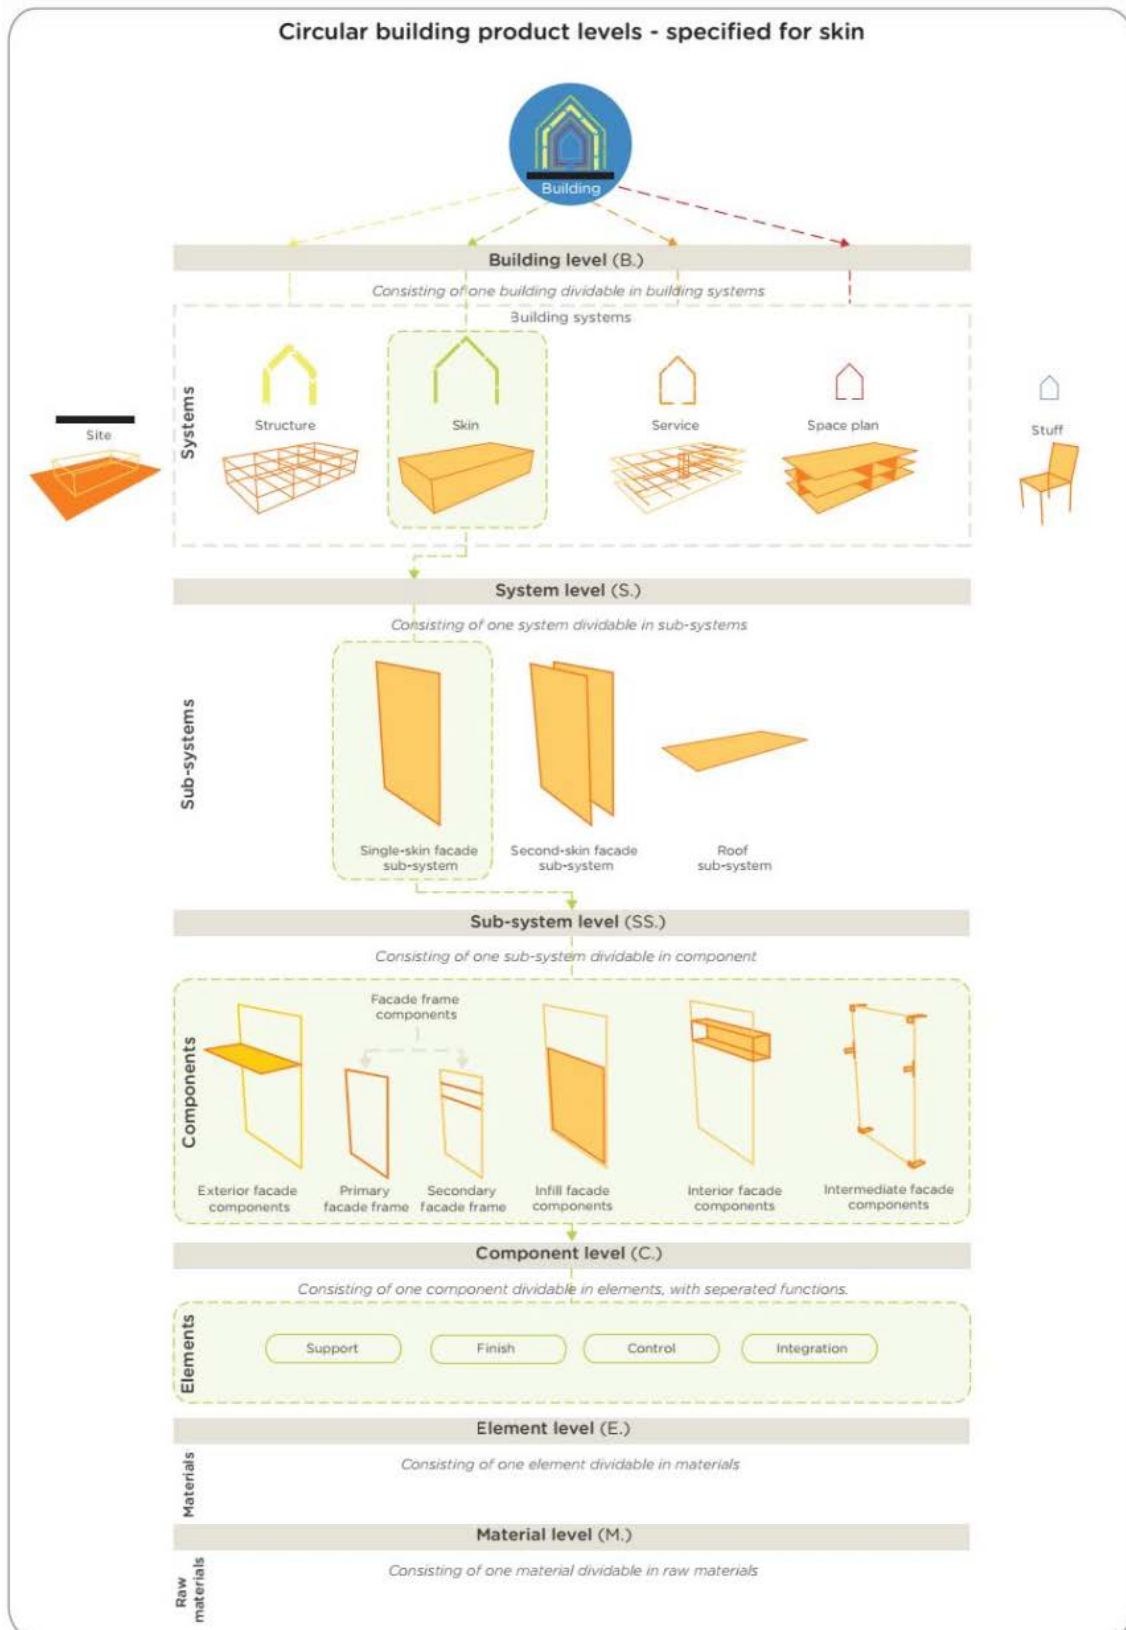 Circular building product levels - specified for skin
Building
Building level (B.)
Consisting of one building dividable in building systems
Building systems
Systems
Site
Structure
Skin
Service
Space plan
Stuff
System level (S.)
Consisting of one system dividable in sub-systems
Sub-systems
Single-skin facade
sub-system
Second-skin facade
sub-system
Roof
sub-system
Sub-system level (SS.)
Consisting of one sub-system dividable in component
Components
Facade frame
components
Exterior facade
components
Primary
facade frame
Secondary
facade frame
Infill facade
components
Interior facade
components
Intermediate facade
components
Component level (C.)
Consisting of one component dividable in elements, with seperated functions.
Elements
Support
Finish
Control
Integration
Element level (E.)
Consisting of one element dividable in materials
Materials
Material level (M.)
Consisting of one material dividable in raw materials
Raw
materials